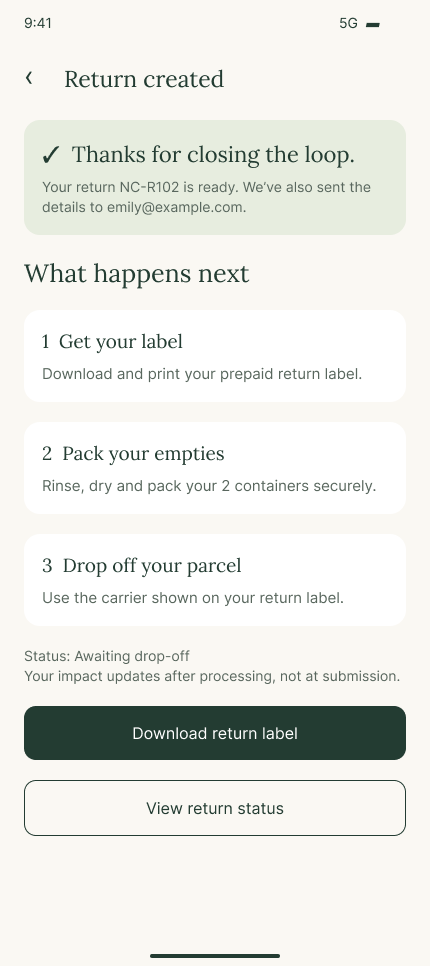 9:41 5G
Return created
✓ Thanks for closing the loop.
Your return NC-R102 is ready. We've also sent the
details to emily@example.com.
What happens next
1 Get your label
Download and print your prepaid return label.
2 Pack your empties
Rinse, dry and pack your 2 containers securely.
3 Drop off your parcel
Use the carrier shown on your return label.
Status: Awaiting drop-off
Your impact updates after processing, not at submission.
Download return label
View return status